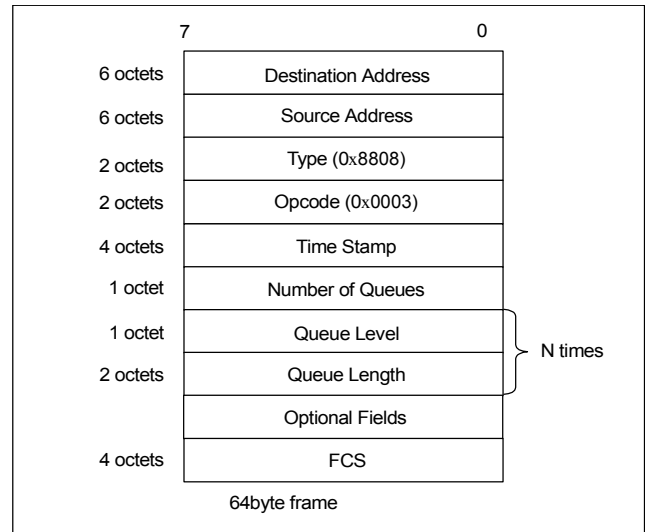 7 0
6 octets Destination Address
6 octets Source Address
2 octets Type (0x8808)
2 octets Opcode (0x0003)
4 octets Time Stamp
1 octet Number of Queues
1 octet Queue Level
N times
2 octets Queue Length
Optional Fields
4 octets FCS
64byte frame